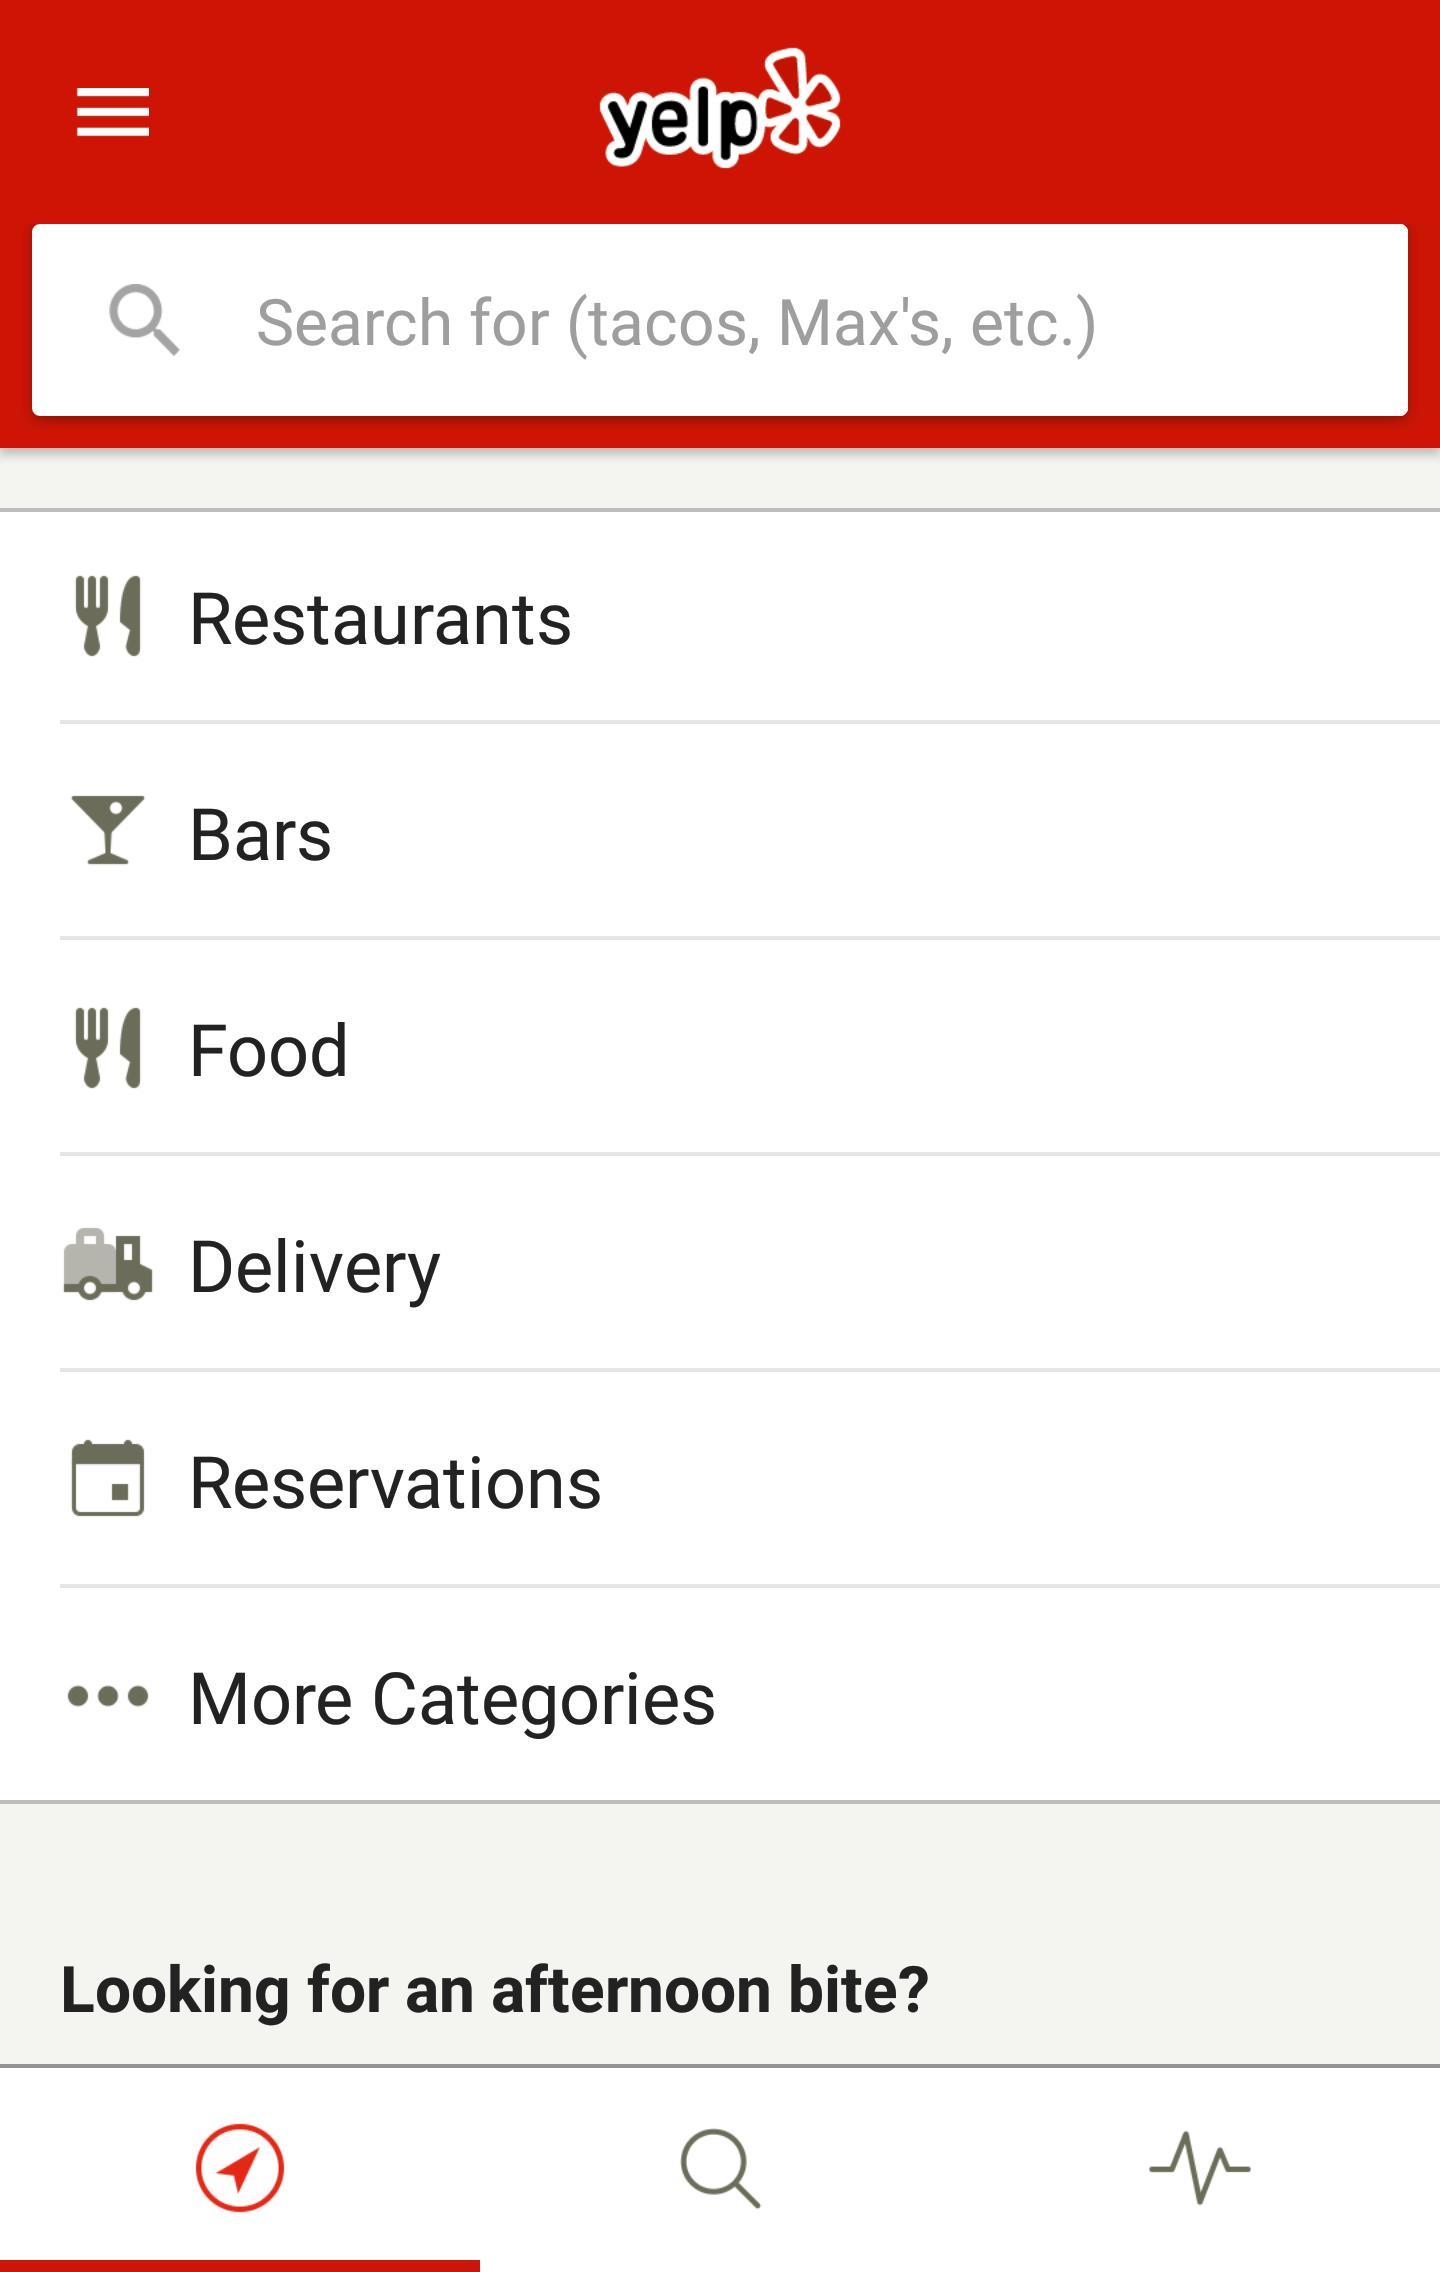 yelp
Search for (tacos, Max's, etc.)
Restaurants
Bars
Food
Delivery
Reservations
More Categories
Looking for an afternoon bite?